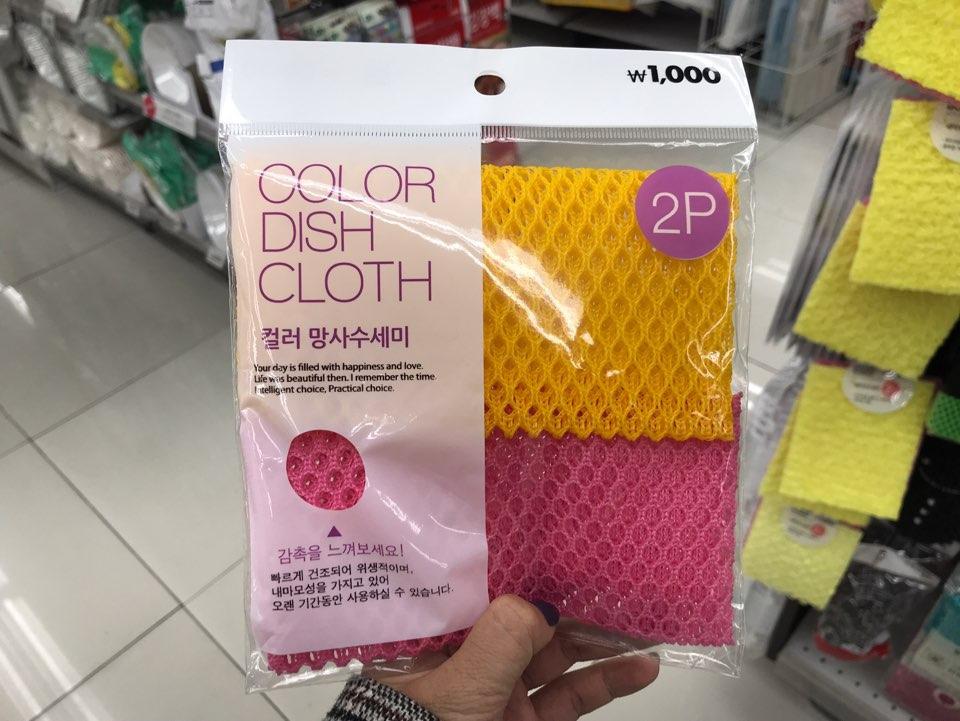 ₩1,000
COLOR
DISH
CLOTH
2P
컬러 망사수세미
Your day is filled with happiness and love.
Life was beautiful then. I remember the time.
Intelligent choice, Practical choice.
감촉을 느껴보세요!
빠르게 건조되어 위생적이며,
내마모성을 가지고 있어
오랜 기간동안 사용하실 수 있습니다.